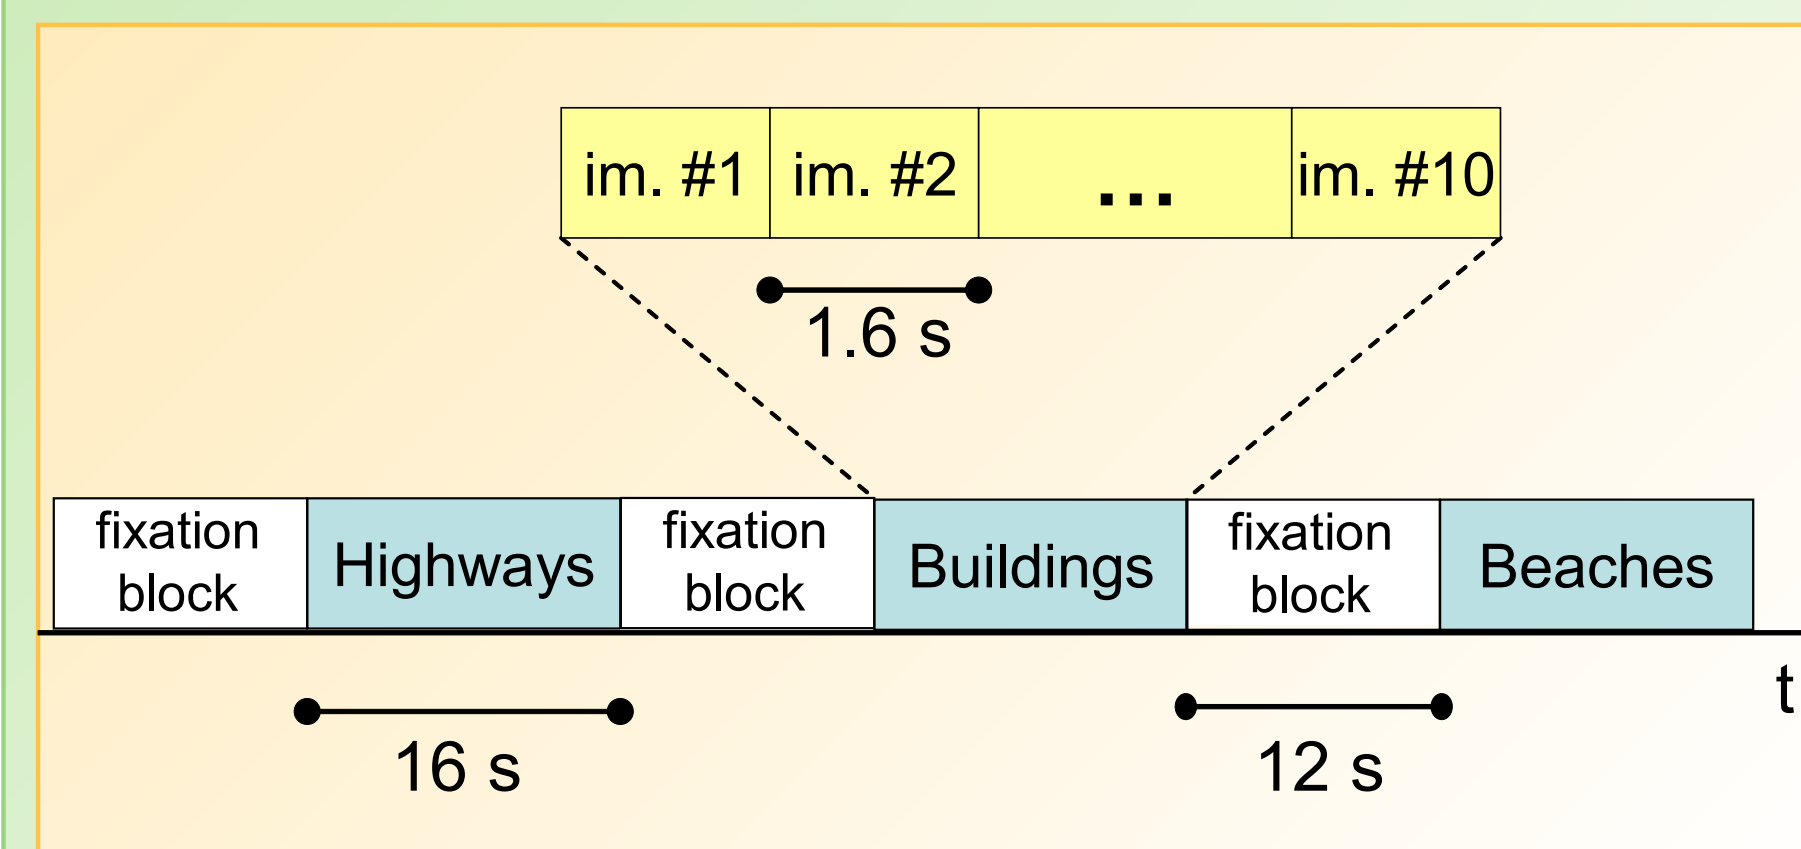 im. #1 im. #2 ... im. #10
1.6 s
fixation block Highways fixation block Buildings fixation block Beaches
t
16 s 12 s